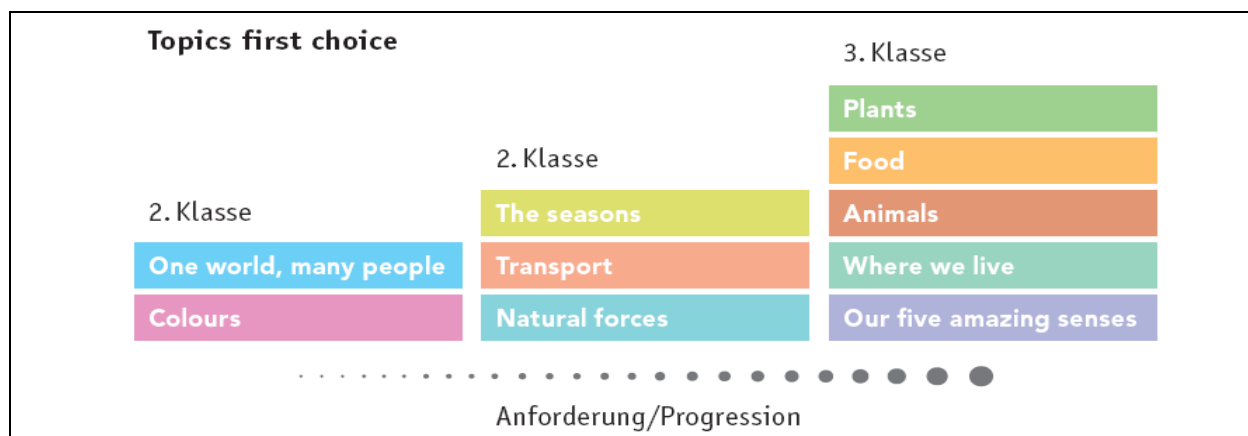 Topics first choice
2. Klasse
One world, many people
Colours
2. Klasse
The seasons
Transport
Natural forces
3. Klasse
Plants
Food
Animals
Where we live
Our five amazing senses
Anforderung/Progression